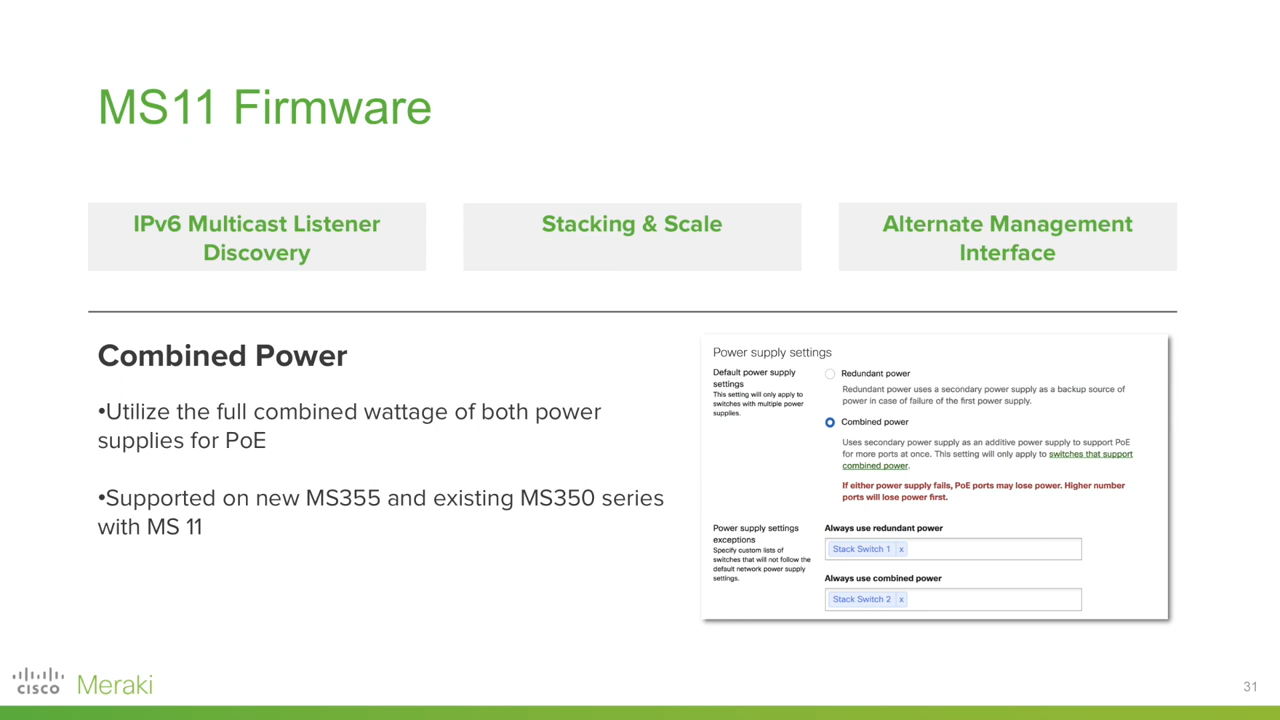 MS11 Firmware
IPv6 Multicast Listener
Discovery
Stacking & Scale
Alternate Management
Interface
Combined Power
•Utilize the full combined wattage of both power
supplies for PoE
•Supported on new MS355 and existing MS350 series
with MS 11
Power supply settings
Default power supply
settings
This setting will only apply to
switches with multiple power
supplies.
Redundant power
Redundant power uses a secondary power supply as a backup source of
power in case of failure of the first power supply.
Combined power
Uses secondary power supply as an additive power supply to support PoE
for more ports at once. This setting will only apply to switches that support
combined power.
If either power supply fails, PoE ports may lose power. Higher number
ports will lose power first.
Power supply settings
exceptions
Specify custom lists of
switches that will not follow the
default network power supply
settings.
Always use redundant power
Stack Switch 1 x
Always use combined power
Stack Switch 2 x
CISCO Meraki
31